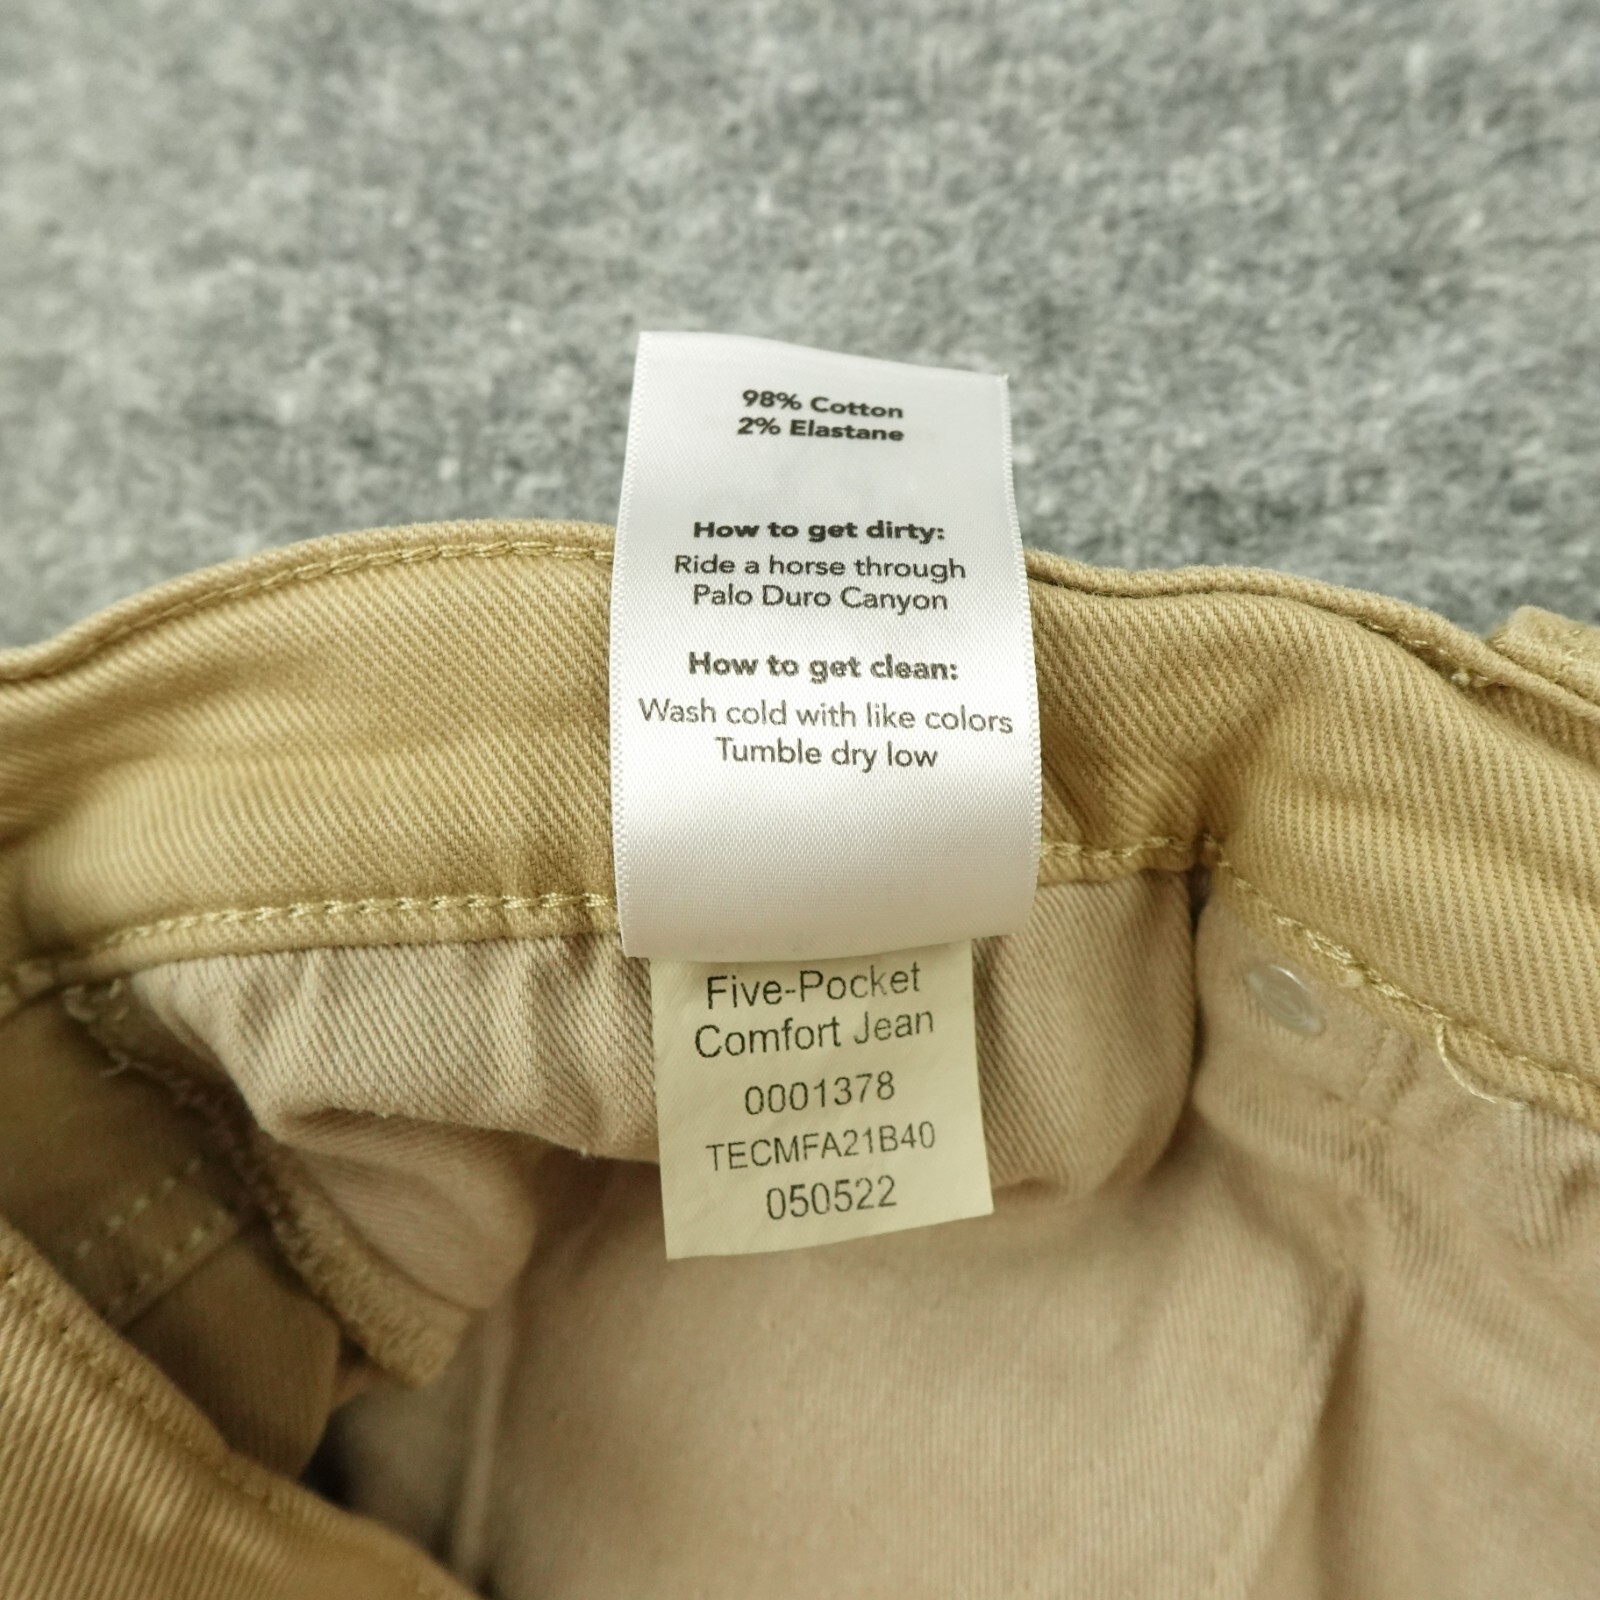 98% Cotton
2% Elastane
How to get dirty:
Ride a horse through
Palo Duro Canyon
How to get clean:
Wash cold with like colors
Tumble dry low
Five-Pocket
Comfort Jean
0001378
TECMFA21B40
050522